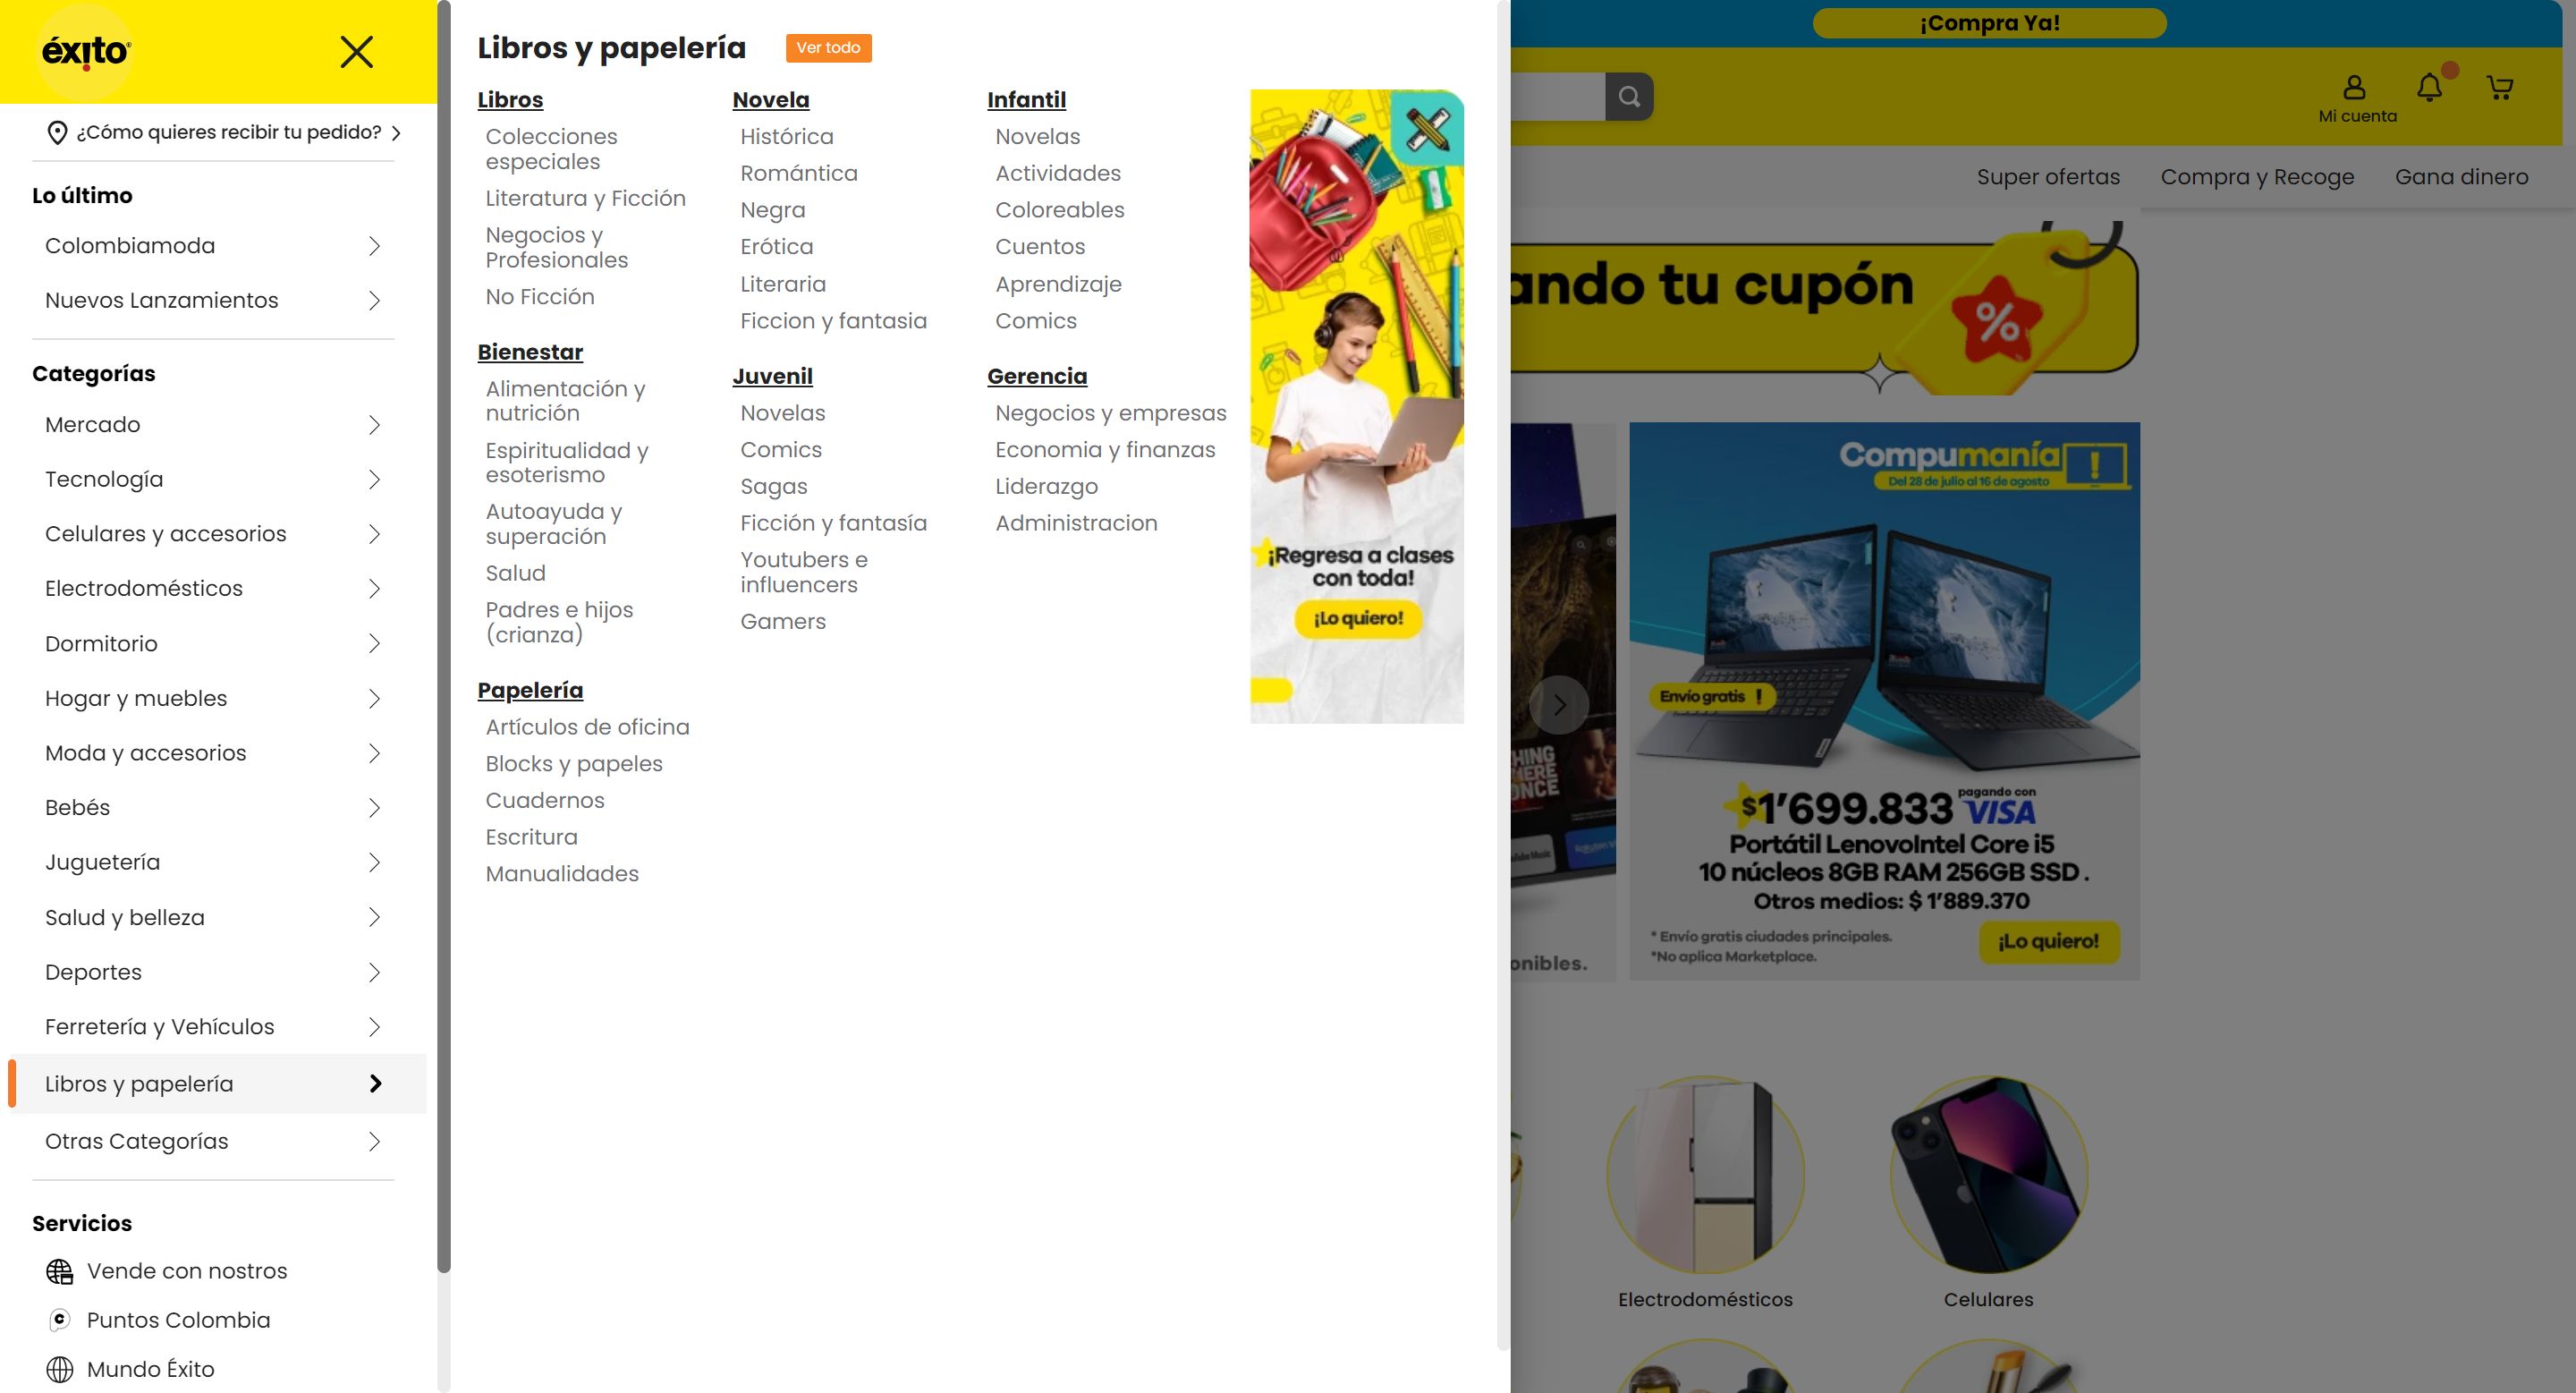 éxito
¿Cómo quieres recibir tu pedido?
Lo último
Colombiamoda
Nuevos Lanzamientos
Categorías
Mercado
Tecnología
Celulares y accesorios
Electrodomésticos
Dormitorio
Hogar y muebles
Moda y accesorios
Bebés
Juguetería
Salud y belleza
Deportes
Ferretería y Vehículos
Libros y papelería
Otras Categorías
Servicios
Vende con nostros
Puntos Colombia
Mundo Éxito
Libros y papelería
Ver todo
Libros
Colecciones
especiales
Literatura y Ficción
Negocios y
Profesionales
No Ficción
Bienestar
Alimentación y
nutrición
Espiritualidad y
esoterismo
Autoayuda y
superación
Salud
Padres e hijos
(crianza)
Papelería
Artículos de oficina
Blocks y papeles
Cuadernos
Escritura
Manualidades
Novela
Histórica
Romántica
Negra
Erótica
Literaria
Ficcion y fantasia
Juvenil
Novelas
Comics
Sagas
Ficción y fantasía
Youtubers e
influencers
Gamers
Infantil
Novelas
Actividades
Coloreables
Cuentos
Aprendizaje
Comics
Gerencia
Negocios y empresas
Economia y finanzas
Liderazgo
Administracion
¡Regresa a clases
con toda!
¡Lo quiero!
¡Compra Ya!
Mi cuenta
Super ofertas
Compra y Recoge
Gana dinero
ando tu cupón
%
Compumanía
Del 28 de julio al 16 de agosto
Envío gratis
$1'699.833
pagando con
VISA
Portátil LenovoIntel Core i5
10 núcleos 8GB RAM 256GB SSD .
Otros medios: $ 1'889.370
* Envío gratis ciudades principales.
*No aplica Marketplace.
¡Lo quiero!
onibles.
Electrodomésticos
Celulares